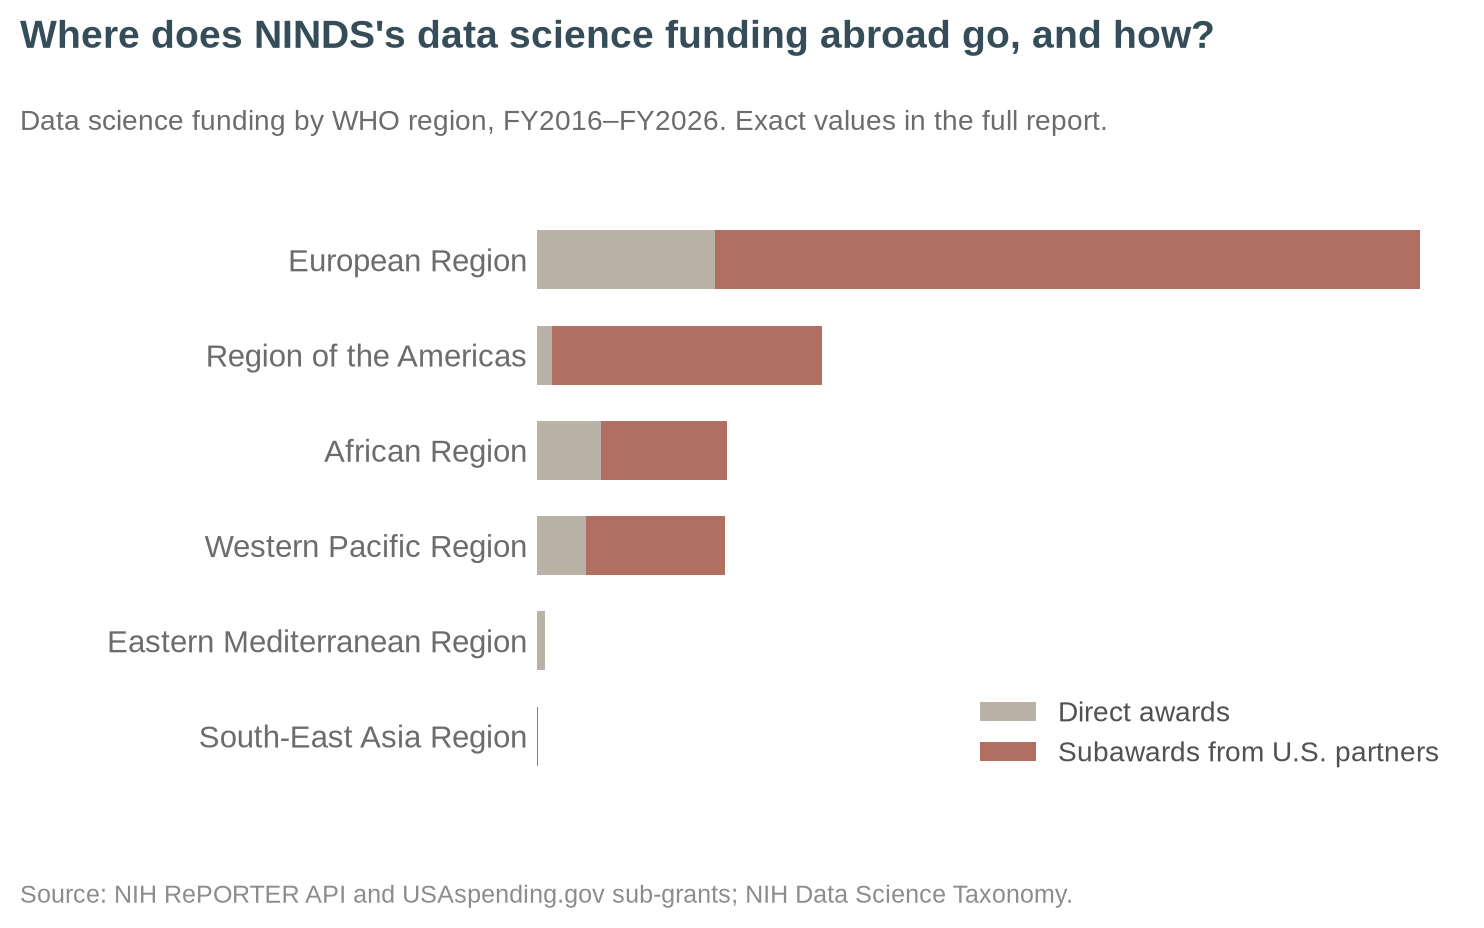 Where does NINDS's data science funding abroad go, and how?
Data science funding by WHO region, FY2016–FY2026. Exact values in the full report.
European Region
Region of the Americas
African Region
Western Pacific Region
Eastern Mediterranean Region
South-East Asia Region
Direct awards
Subawards from U.S. partners
Source: NIH RePORTER API and USAspending.gov sub-grants; NIH Data Science Taxonomy.